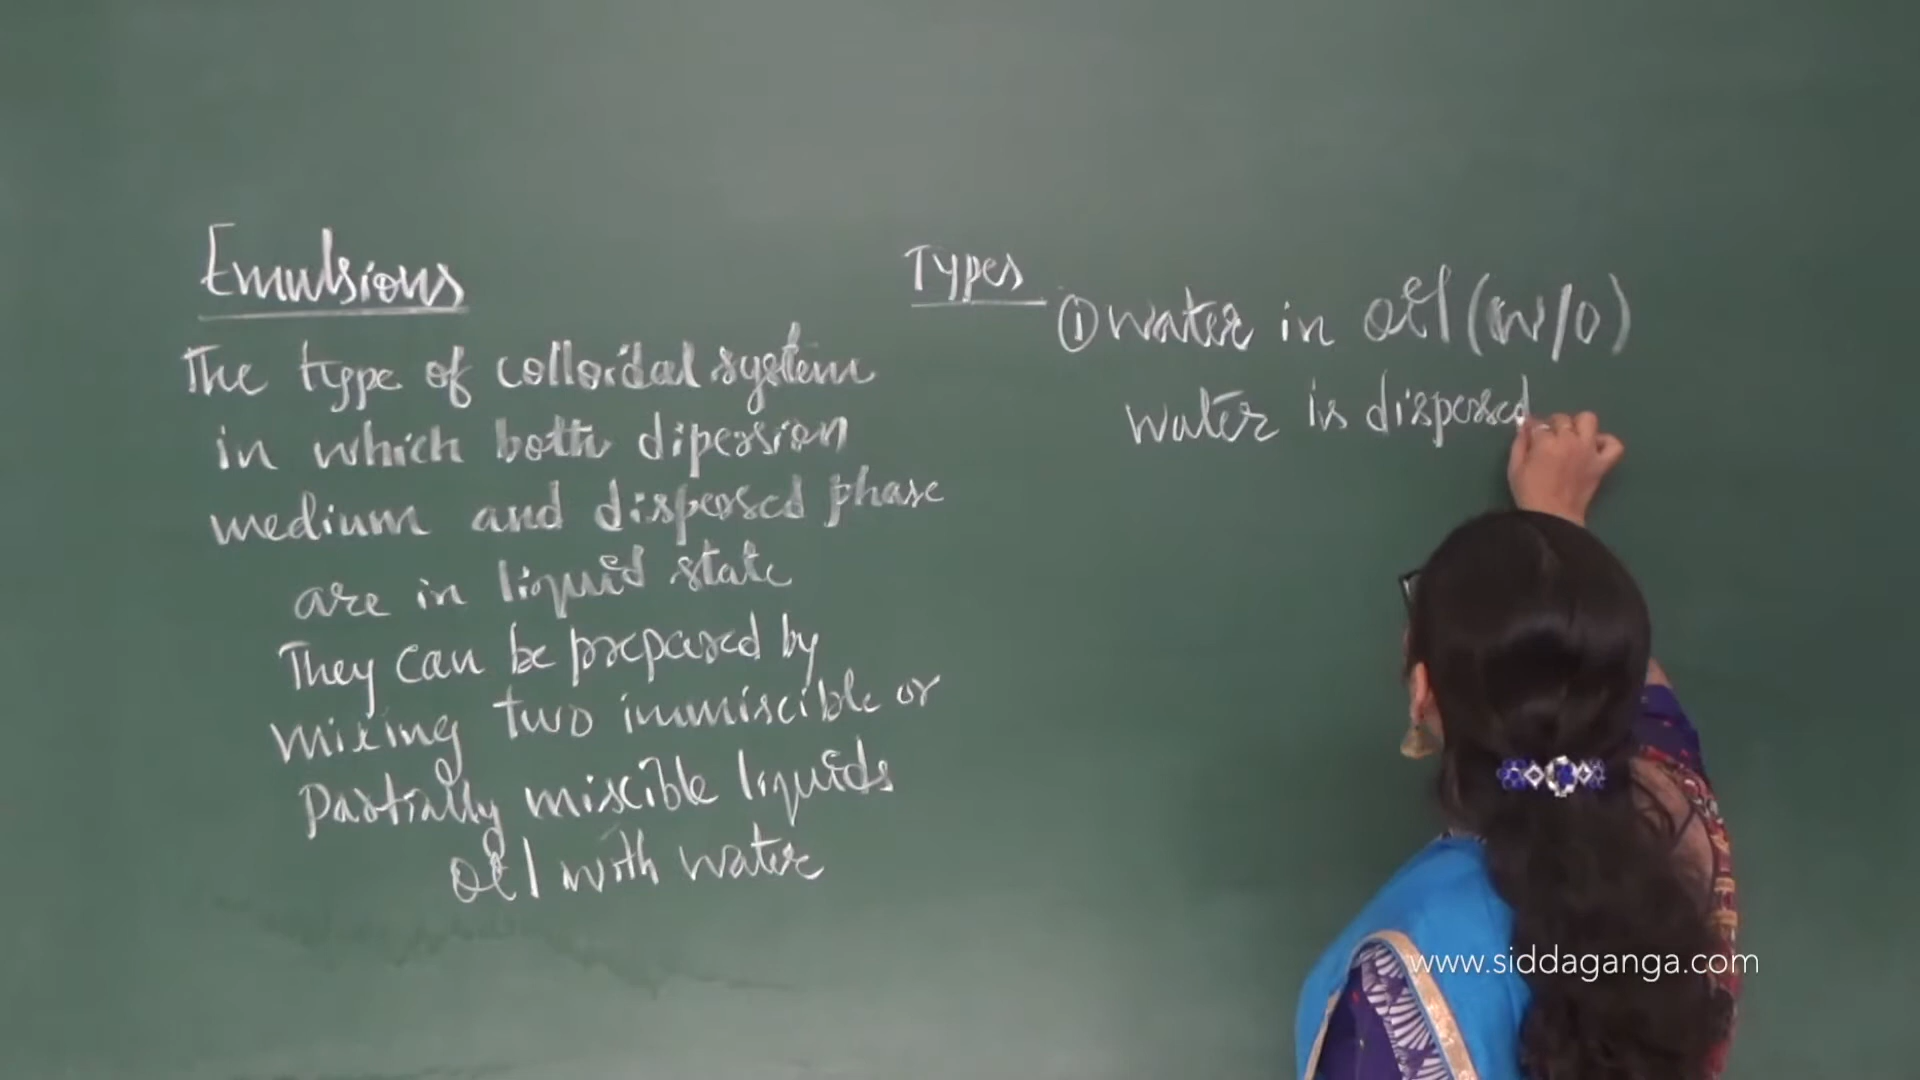 Emulsions
The type of colloidal system
in which both dipersion
medium and dispersed phase
are in liquid state
They can be prepared by
mixing two immiscible or
partially miscible liquids
oil with water
Types
① water in oil (w/o)
water is dispersed
www.siddaganga.com